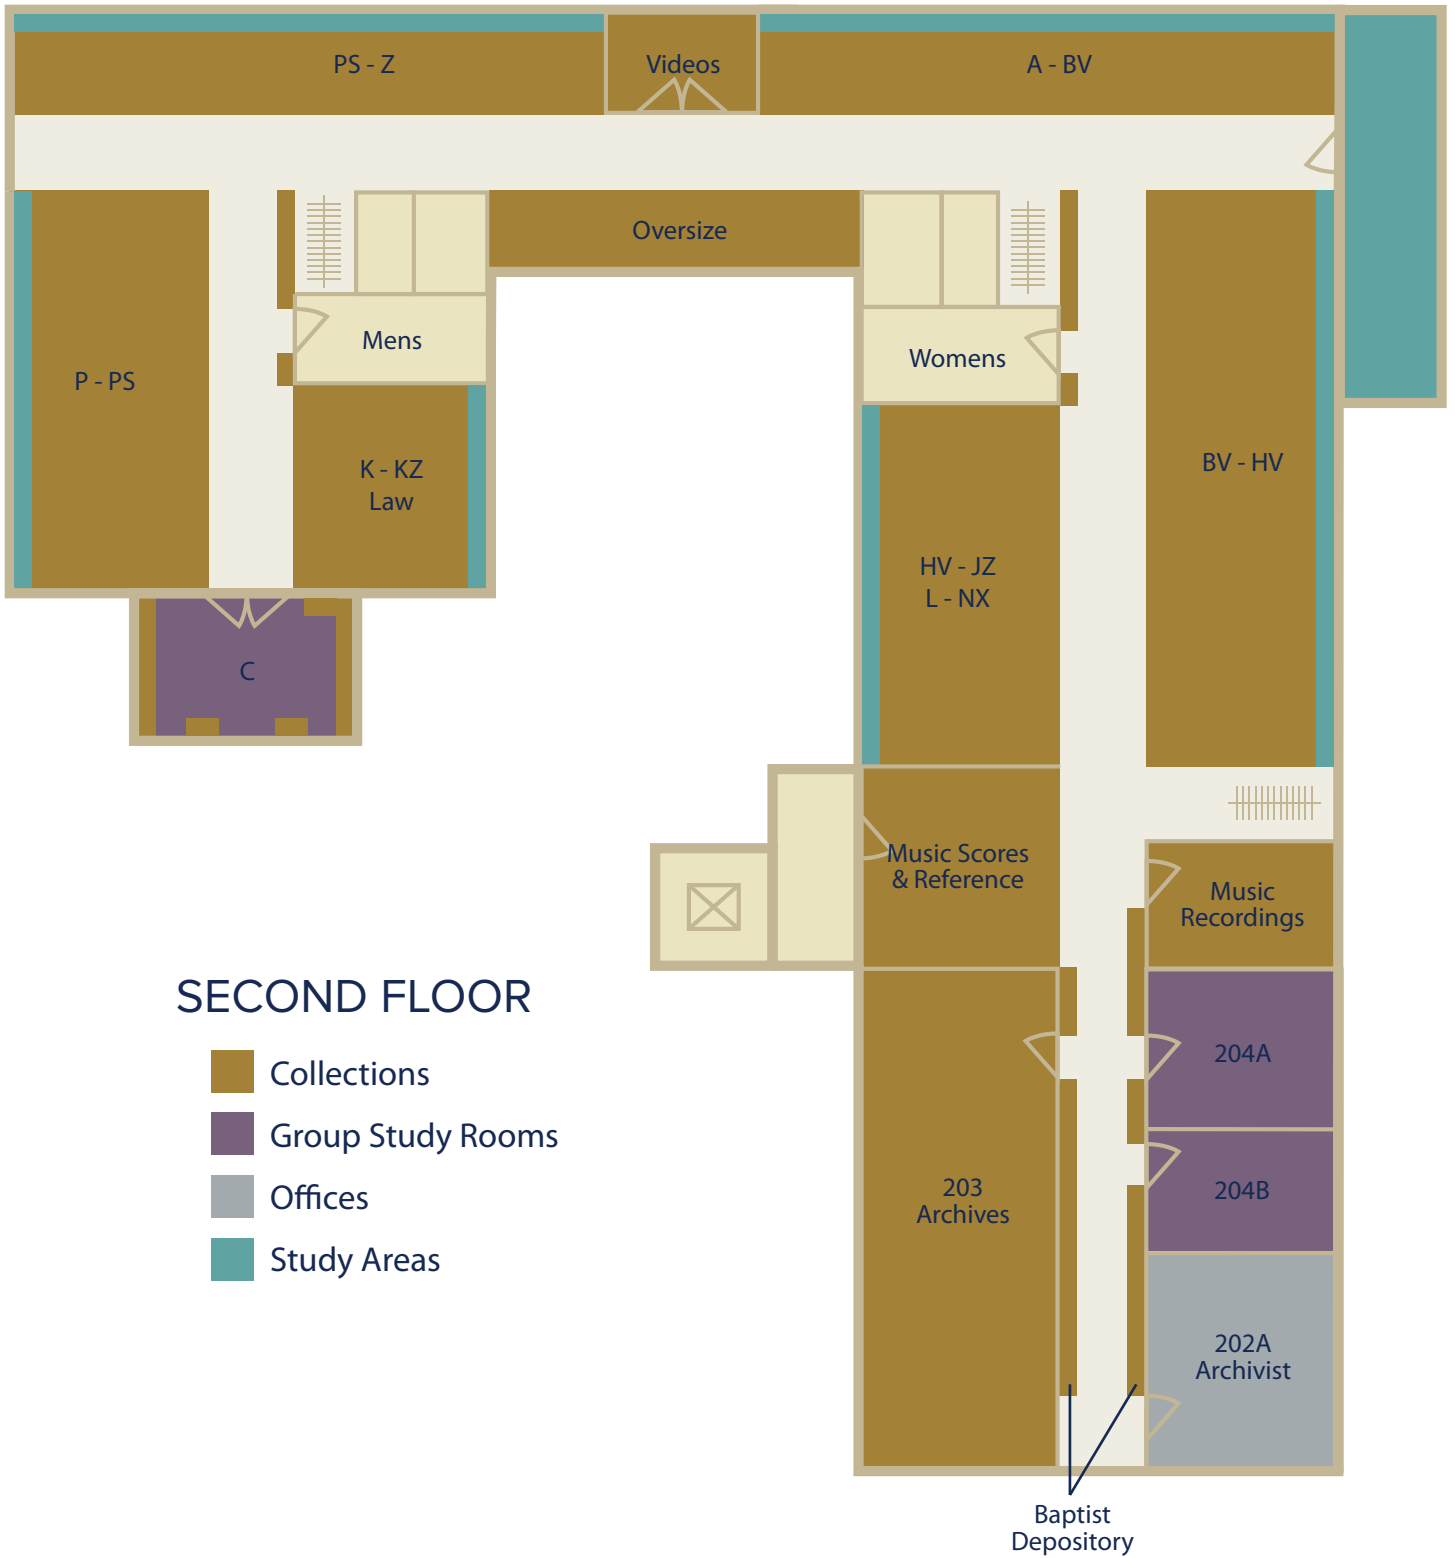 PS - Z
Videos
A - BV
Oversize
Mens
Womens
P - PS
K - KZ
Law
BV - HV
HV - JZ
L - NX
C
Music Scores
& Reference
Music
Recordings
SECOND FLOOR
Collections
Group Study Rooms
Offices
Study Areas
204A
204B
203
Archives
202A
Archivist
Baptist
Depository